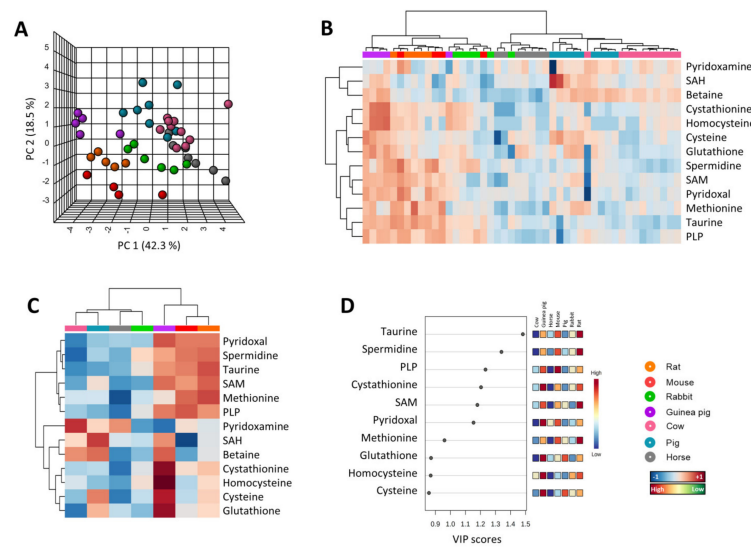 A
5
4
3
2
1
0
-1
-2
-3
PC 2 (18.5 %)
-4
-3
-2
-1
0
1
2
3
4
PC 1 (42.3 %)
B
Pyridoxamine
SAH
Betaine
Cystathionine
Homocysteine
Cysteine
Glutathione
Spermidine
SAM
Pyridoxal
Methionine
Taurine
PLP
C
Pyridoxal
Spermidine
Taurine
SAM
Methionine
PLP
Pyridoxamine
SAH
Betaine
Cystathionine
Homocysteine
Cysteine
Glutathione
D
Cow
Guinea pig
Horse
Mouse
Pig
Rabbit
Rat
Taurine
Spermidine
PLP
Cystathionine
SAM
Pyridoxal
Methionine
Glutathione
Homocysteine
Cysteine
0.9
1.0
1.1
1.2
1.3
1.4
1.5
VIP scores
High
Low
Rat
Mouse
Rabbit
Guinea pig
Cow
Pig
Horse
-1 +1
High Low